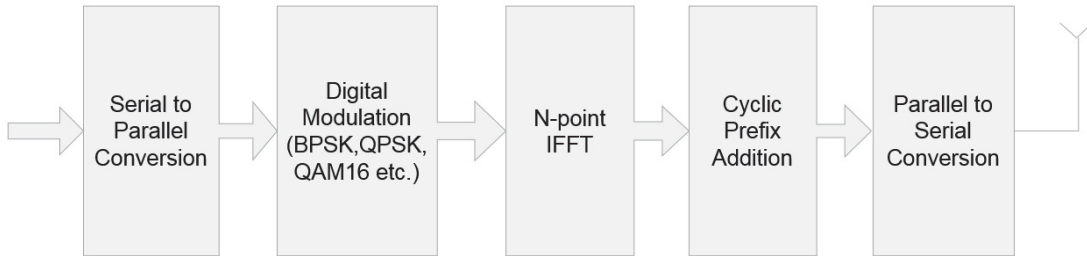 Serial to
Parallel
Conversion
Digital
Modulation
(BPSK,QPSK,
QAM16 etc.)
N-point
IFFT
Cyclic
Prefix
Addition
Parallel to
Serial
Conversion